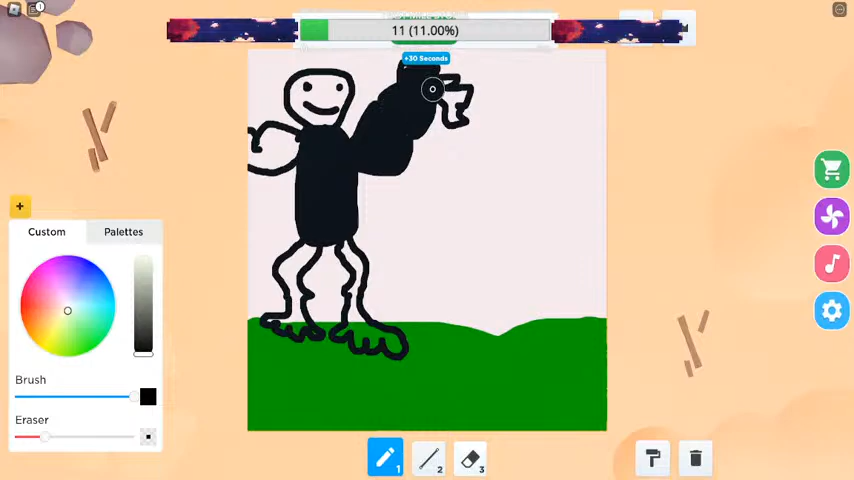 11 (11.00%)
+30 Seconds
+
Custom
Palettes
Brush
Eraser
1
2
3